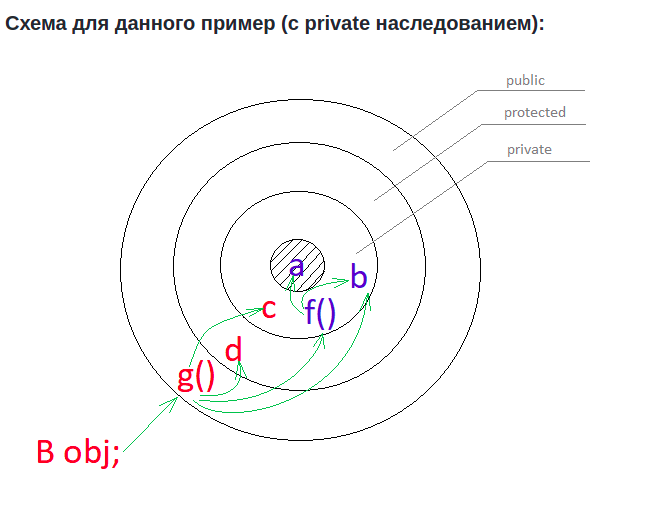 Схема для данного пример (с private наследованием):
public
protected
private
a
b
c
f()
d
g()
B obj;